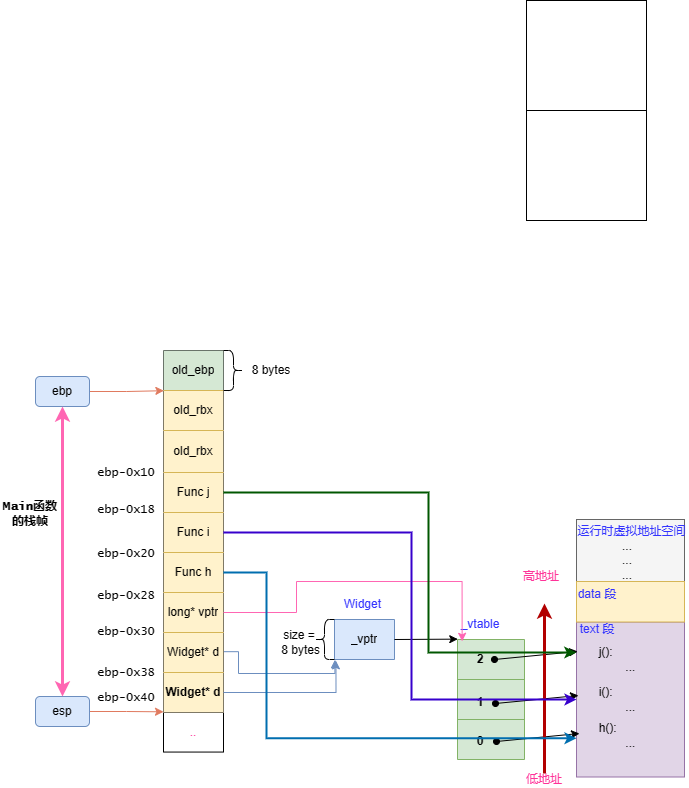 old_ebp
8 bytes
ebp
old_rbx
old_rbx
ebp-0x10
Func j
ebp-0x18
Func i
ebp-0x20
Func h
ebp-0x28
long* vptr
ebp-0x30
Widget* d
ebp-0x38
Widget* d
ebp-0x40
esp
..
Main函数
的栈帧
Widget
size =
8 bytes
_vptr
_vtable
2
1
0
高地址
低地址
运行时虚拟地址空间
...
...
...
data 段
text 段
j():
...
i():
...
h():
...